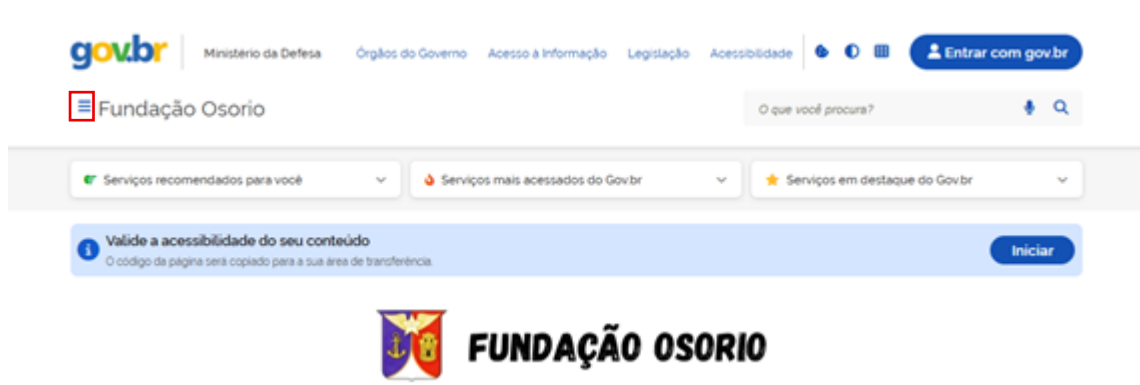 gov.br Ministério da Defesa Órgãos do Governo Acesso à Informação Legislação Acessibilidade Entrar com gov.br
Fundação Osorio O que você procura?
Serviços recomendados para você Serviços mais acessados do Gov.br Serviços em destaque do Gov.br
Valide a acessibilidade do seu conteúdo
O código da página será copiado para a sua área de transferência.
Iniciar
FUNDAÇÃO OSORIO